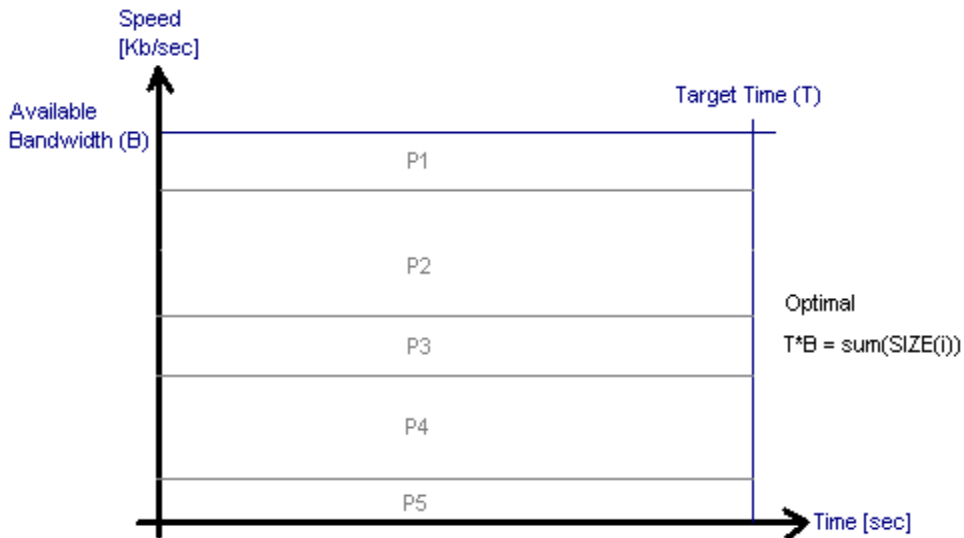 Speed
[Kb/sec]
Available
Bandwidth (B)
Target Time (T)
P1
P2
Optimal
P3
T*B = sum(SIZE(i))
P4
P5
Time [sec]